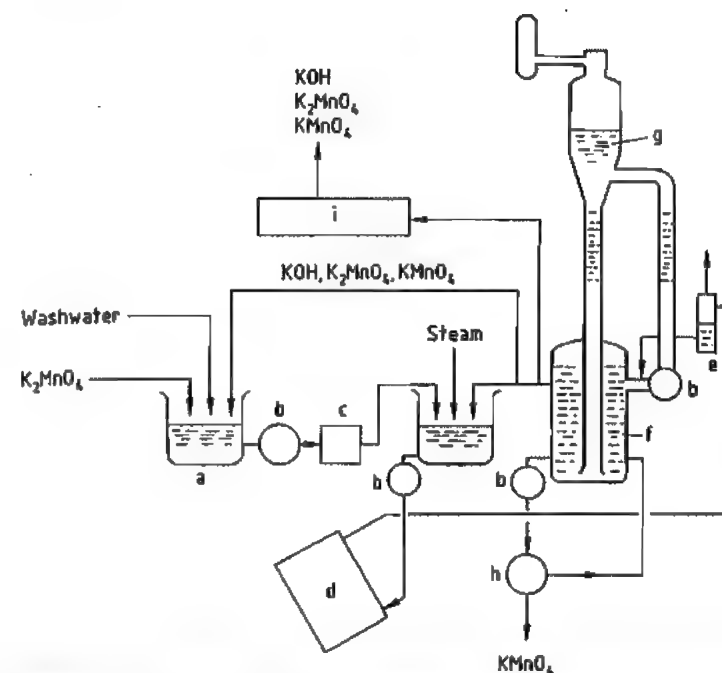 KOH
K₂MnO₄
KMnO₄
g
i
KOH, K₂MnO₄, KMnO₄
Washwater
Steam
e
K₂MnO₄
b
c
b
f
a
b
b
d
h
KMnO₄